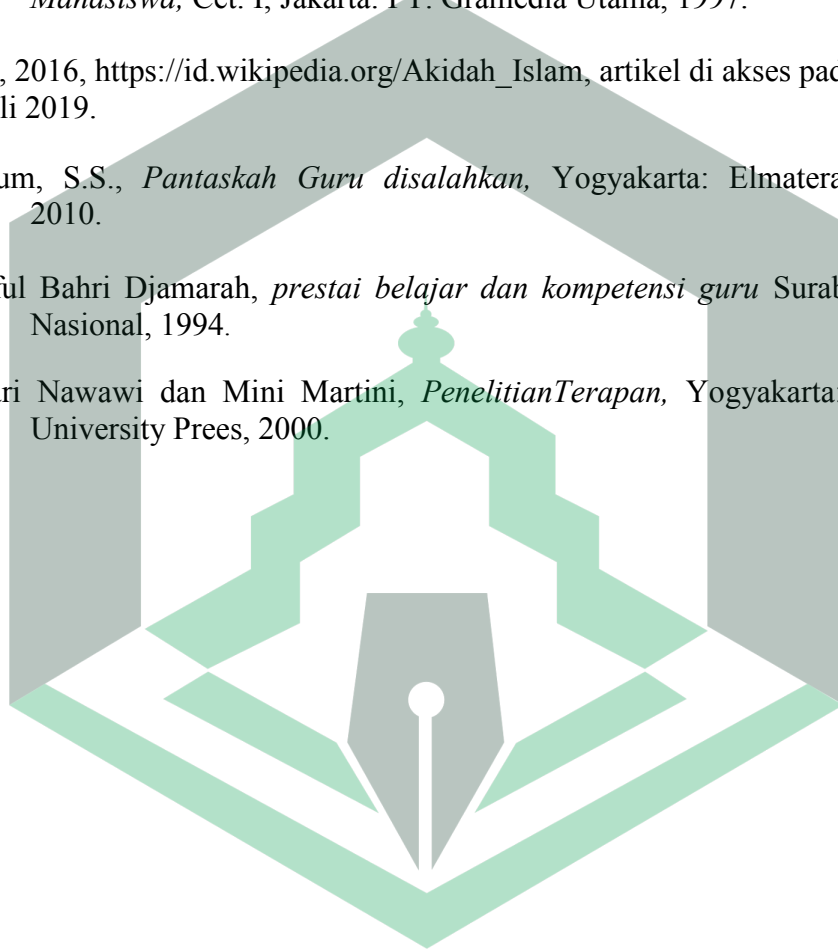 Mahasiswa, Cet. I, Jakarta: PT. Gramedia Utama, 1997.
, 2016, https://id.wikipedia.org/Akidah_Islam, artikel di akses pad
li 2019.
um, S.S., Pantaskah Guru disalahkan, Yogyakarta: Elmatera
2010.
ful Bahri Djamarah, prestai belajar dan kompetensi guru Surab
Nasional, 1994.
ri Nawawi dan Mini Martini, PenelitianTerapan, Yogyakarta:
University Prees, 2000.